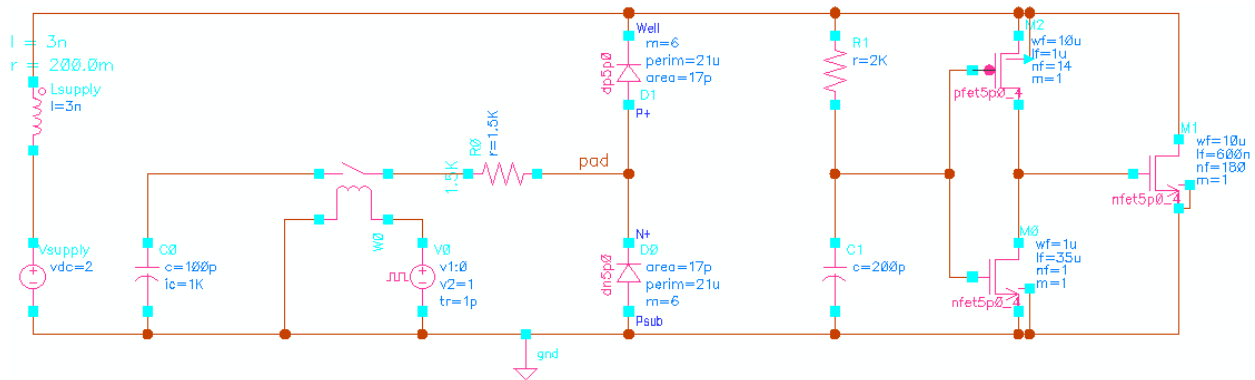 l = 3n
r = 200.0m
Lsupply
l=3n
Vsupply
vdc=2
C0
c=100p
ic=1K
W0
V0
v1:0
v2=1
tr=1p
1.5K
R0
r=1.5K
pad
gnd
Well
m=6
perim=21u
area=17p
dp5p0
D1
P+
N+
D0
area=17p
perim=21u
m=6
dn5p0
Psub
R1
r=2K
C1
c=200p
M2
wf=10u
lf=1u
nf=14
m=1
pfet5p0_4
M0
wf=1u
lf=35u
nf=1
m=1
nfet5p0_4
M1
wf=10u
lf=600n
nf=180
m=1
nfet5p0_4